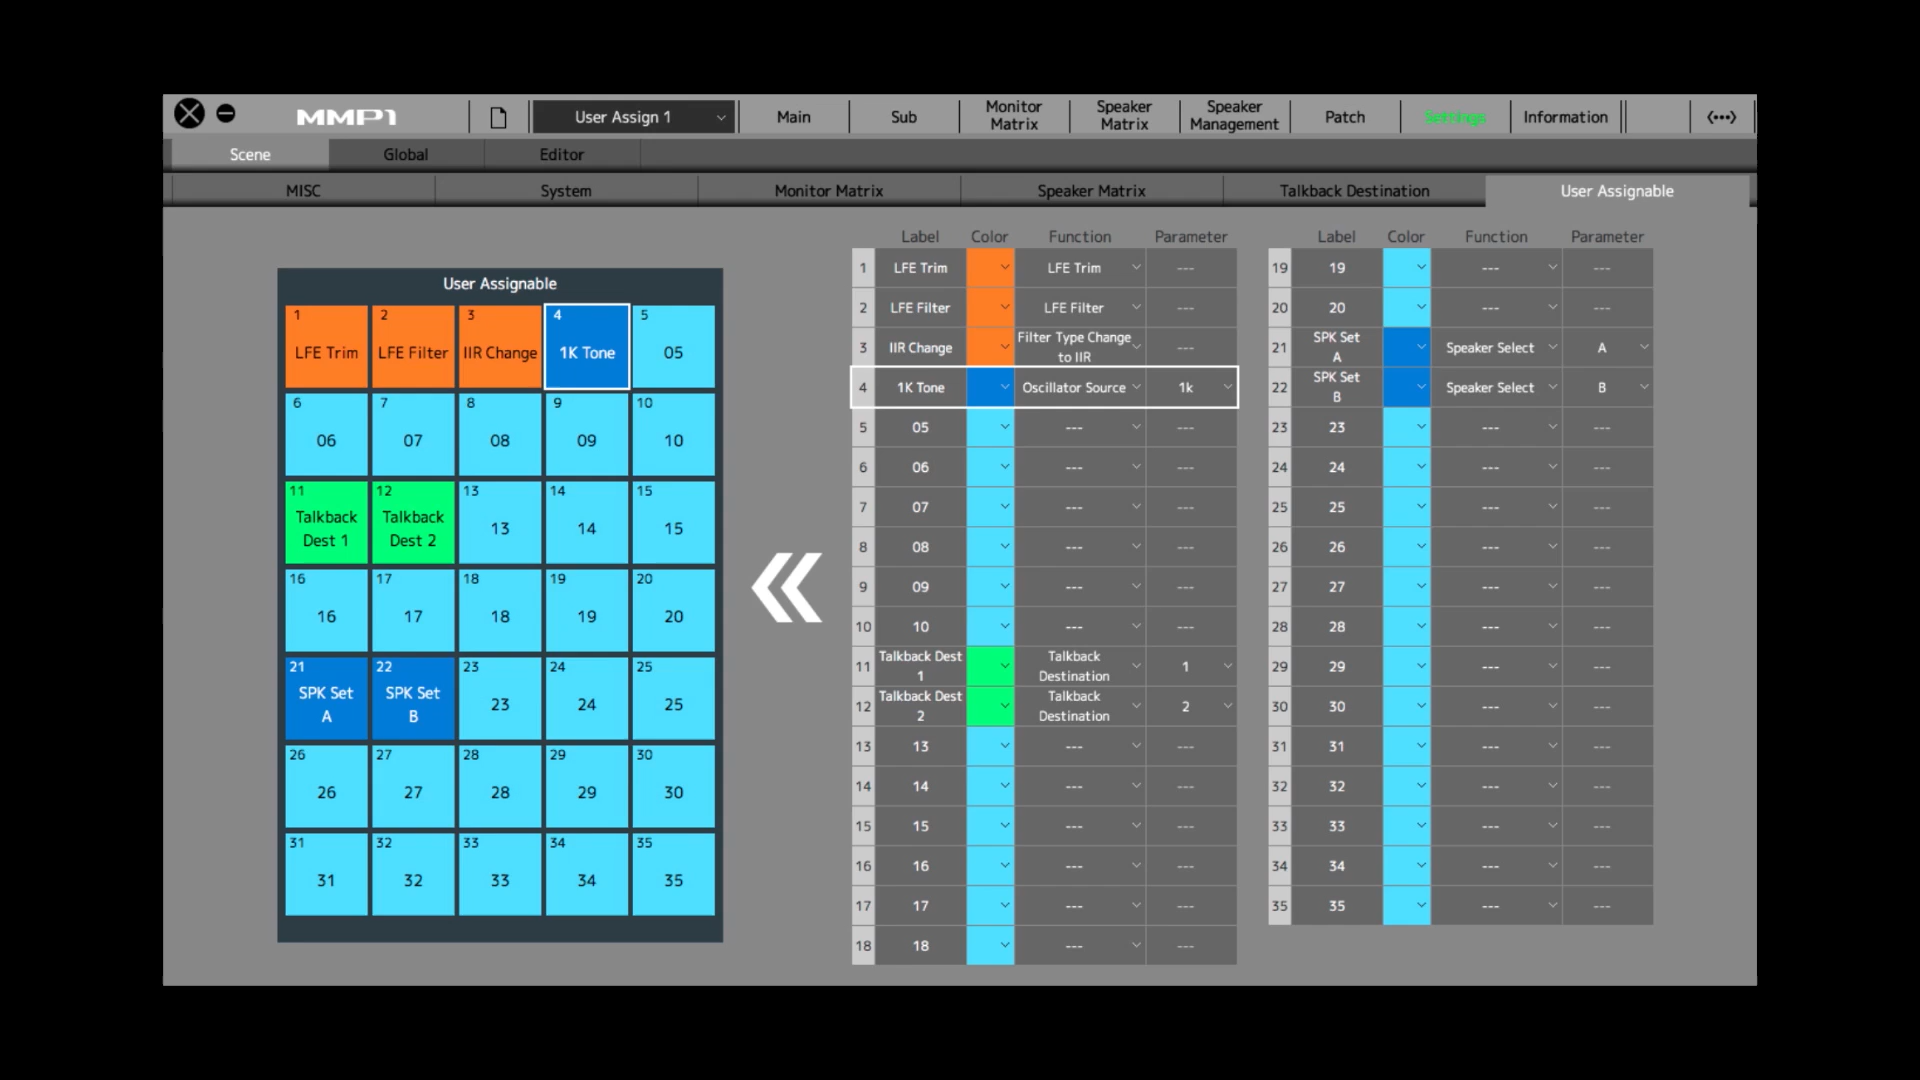 MMP1
User Assign 1
Main
Sub
Monitor
Matrix
Speaker
Matrix
Speaker
Management
Patch
Settings
Information
Scene
Global
Editor
MISC
System
Monitor Matrix
Speaker Matrix
Talkback Destination
User Assignable
User Assignable
1 2 3 4 5
LFE Trim LFE Filter IIR Change 1K Tone 05
6 7 8 9 10
06 07 08 09 10
11 12 13 14 15
Talkback Talkback
Dest 1 Dest 2 13 14 15
16 17 18 19 20
16 17 18 19 20
21 22 23 24 25
SPK Set SPK Set
A B 23 24 25
26 27 28 29 30
26 27 28 29 30
31 32 33 34 35
31 32 33 34 35
Label Color Function Parameter
1 LFE Trim LFE Trim ---
2 LFE Filter LFE Filter ---
3 IIR Change Filter Type Change
to IIR ---
4 1K Tone Oscillator Source 1k
5 05 --- ---
6 06 --- ---
7 07 --- ---
8 08 --- ---
9 09 --- ---
10 10 --- ---
11 Talkback Dest
1 Talkback
Destination 1
12 Talkback Dest
2 Talkback
Destination 2
13 13 --- ---
14 14 --- ---
15 15 --- ---
16 16 --- ---
17 17 --- ---
18 18 --- ---
Label Color Function Parameter
19 19 --- ---
20 20 --- ---
21 SPK Set
A Speaker Select A
22 SPK Set
B Speaker Select B
23 23 --- ---
24 24 --- ---
25 25 --- ---
26 26 --- ---
27 27 --- ---
28 28 --- ---
29 29 --- ---
30 30 --- ---
31 31 --- ---
32 32 --- ---
33 33 --- ---
34 34 --- ---
35 35 --- ---